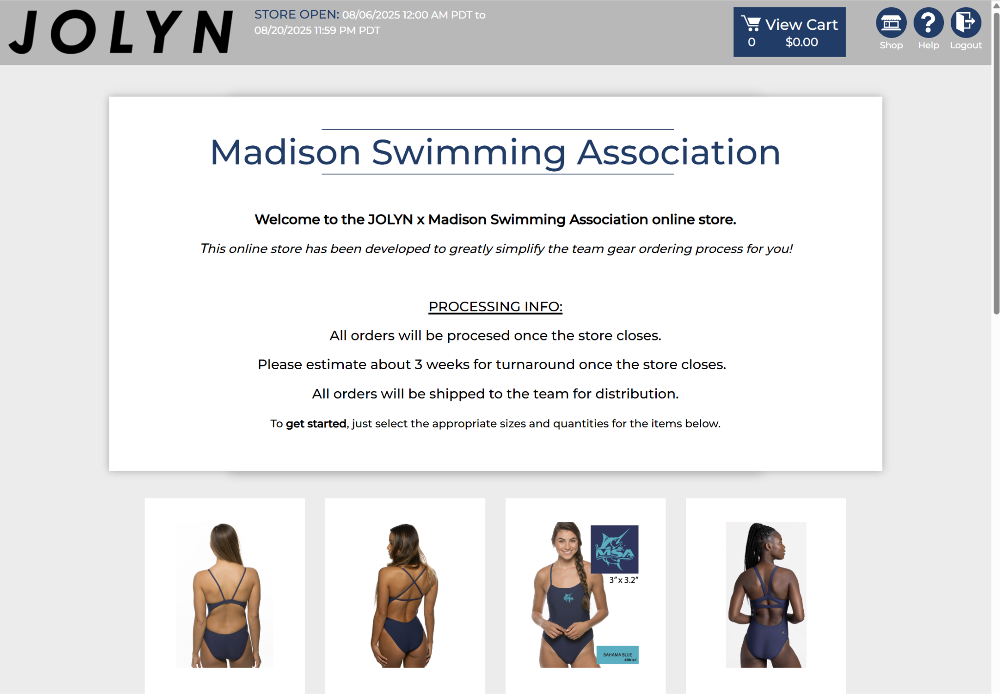 JOLYN
STORE OPEN: 08/06/2025 12:00 AM PDT to
08/20/2025 11:59 PM PDT
View Cart
0 $0.00
Shop Help Logout
Madison Swimming Association
Welcome to the JOLYN x Madison Swimming Association online store.
This online store has been developed to greatly simplify the team gear ordering process for you!
PROCESSING INFO:
All orders will be procesed once the store closes.
Please estimate about 3 weeks for turnaround once the store closes.
All orders will be shipped to the team for distribution.
To get started, just select the appropriate sizes and quantities for the items below.
MSA
3" x 3.2"
MSA
BAHAMA BLUE
#2fb1c4